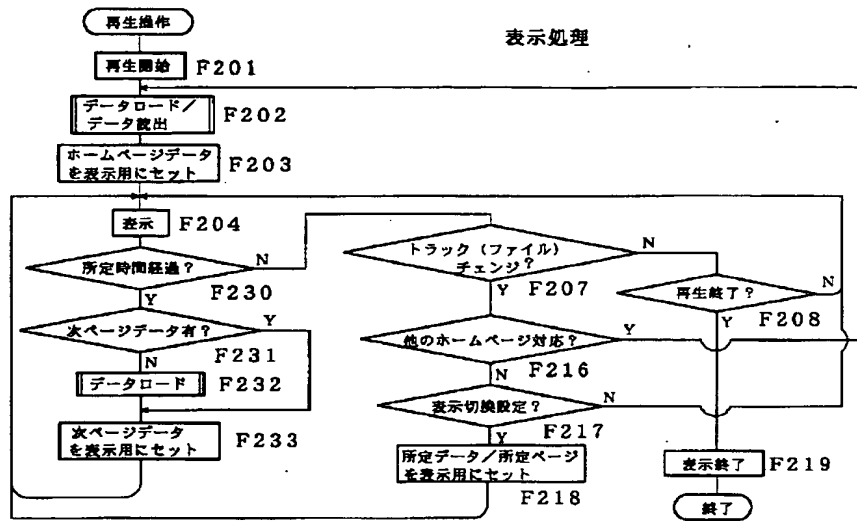 表示処理
再生操作
再生開始 F201
データロード／
データ読出 F202
ホームページデータ
を表示用にセット F203
表示 F204
所定時間経過？ N
F230
Y
次ページデータ有？ Y
F231
N
データロード F232
次ページデータ
を表示用にセット F233
トラック（ファイル）
チェンジ？ N
F207
Y
再生終了？ N
F208
Y
他のホームページ対応？ Y
F216
N
表示切換設定？ N
F217
Y
所定データ／所定ページ
を表示用にセット
F218
表示終了 F219
終了